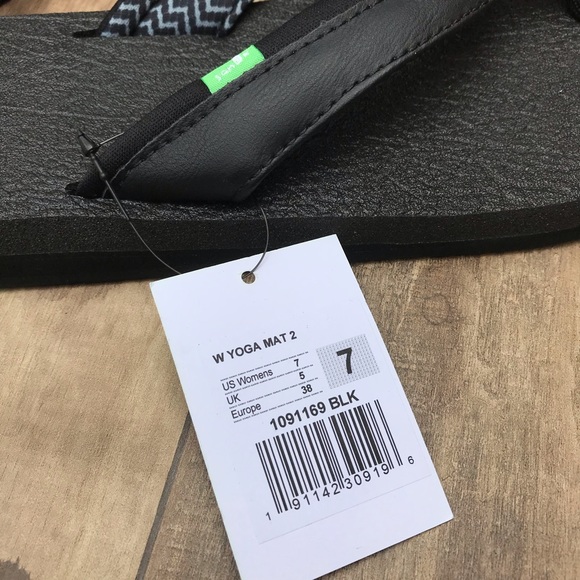 W YOGA MAT 2
US Womens 7
UK 5
Europe 38
7
1091169 BLK
1 91142 30919 6